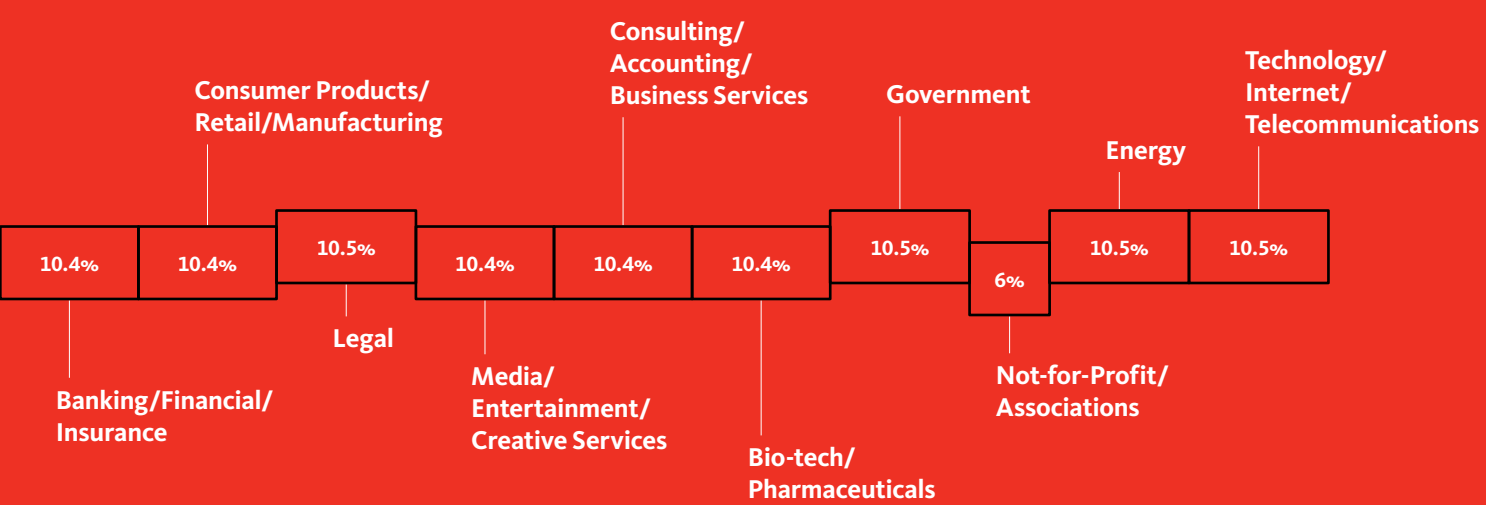 Consulting/
Accounting/
Business Services
Technology/
Internet/
Telecommunications
Consumer Products/
Retail/Manufacturing
Government
Energy
10.4%
10.4%
10.5%
10.4%
10.4%
10.4%
10.5%
6%
10.5%
10.5%
Legal
Banking/Financial/
Insurance
Media/
Entertainment/
Creative Services
Not-for-Profit/
Associations
Bio-tech/
Pharmaceuticals